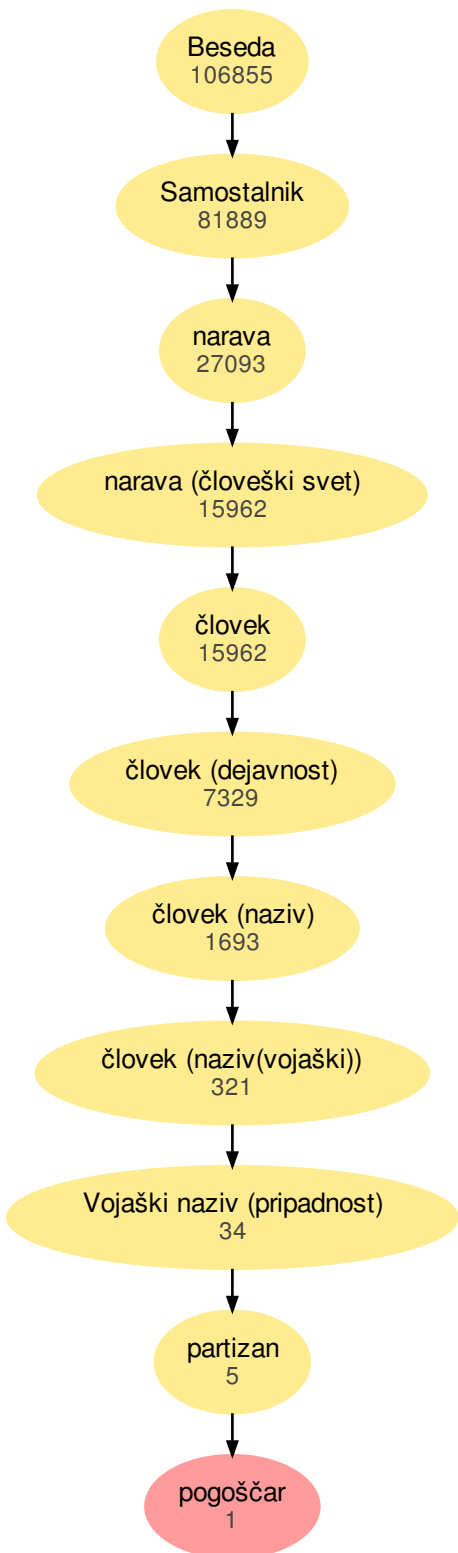 Beseda
106855
Samostalnik
81889
narava
27093
narava (človeški svet)
15962
človek
15962
človek (dejavnost)
7329
človek (naziv)
1693
človek (naziv(vojaški))
321
Vojaški naziv (pripadnost)
34
partizan
5
pogoščar
1